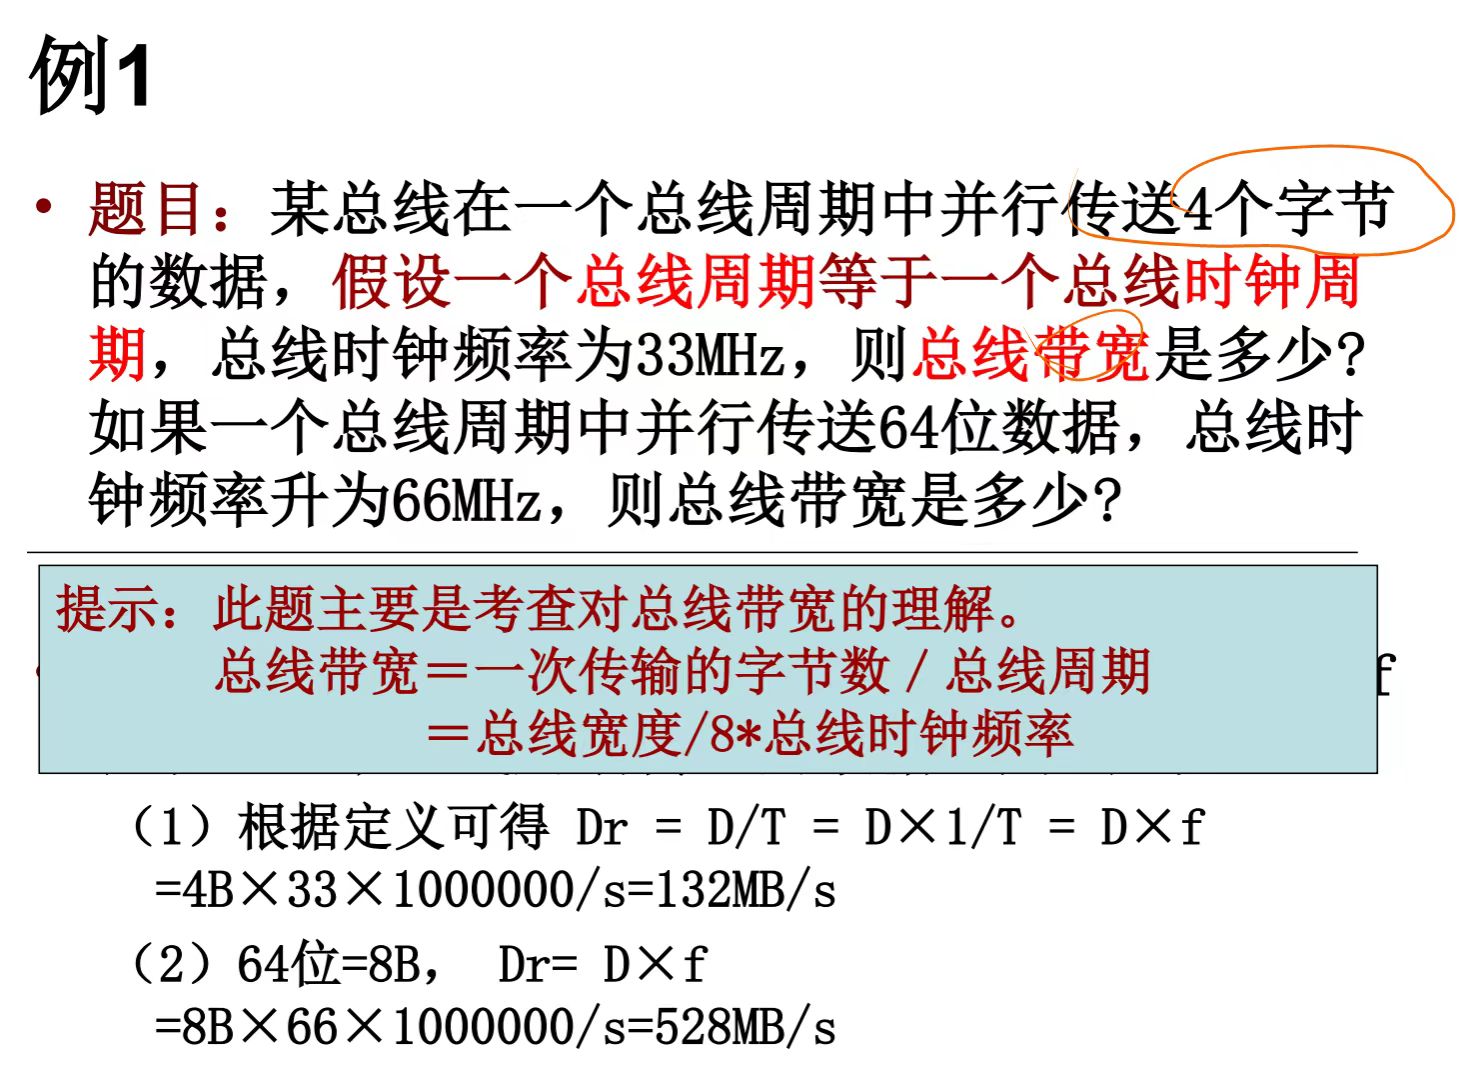 例1
• 题目：某总线在一个总线周期中并行传送4个字节
的数据，假设一个总线周期等于一个总线时钟周
期，总线时钟频率为33MHz，则总线带宽是多少?
如果一个总线周期中并行传送64位数据，总线时
钟频率升为66MHz，则总线带宽是多少?
提示：此题主要是考查对总线带宽的理解。
总线带宽＝一次传输的字节数／总线周期
f
＝总线宽度/8*总线时钟频率
（1）根据定义可得 Dr = D/T = D×1/T = D×f
=4B×33×1000000/s=132MB/s
（2）64位=8B， Dr= D×f
=8B×66×1000000/s=528MB/s